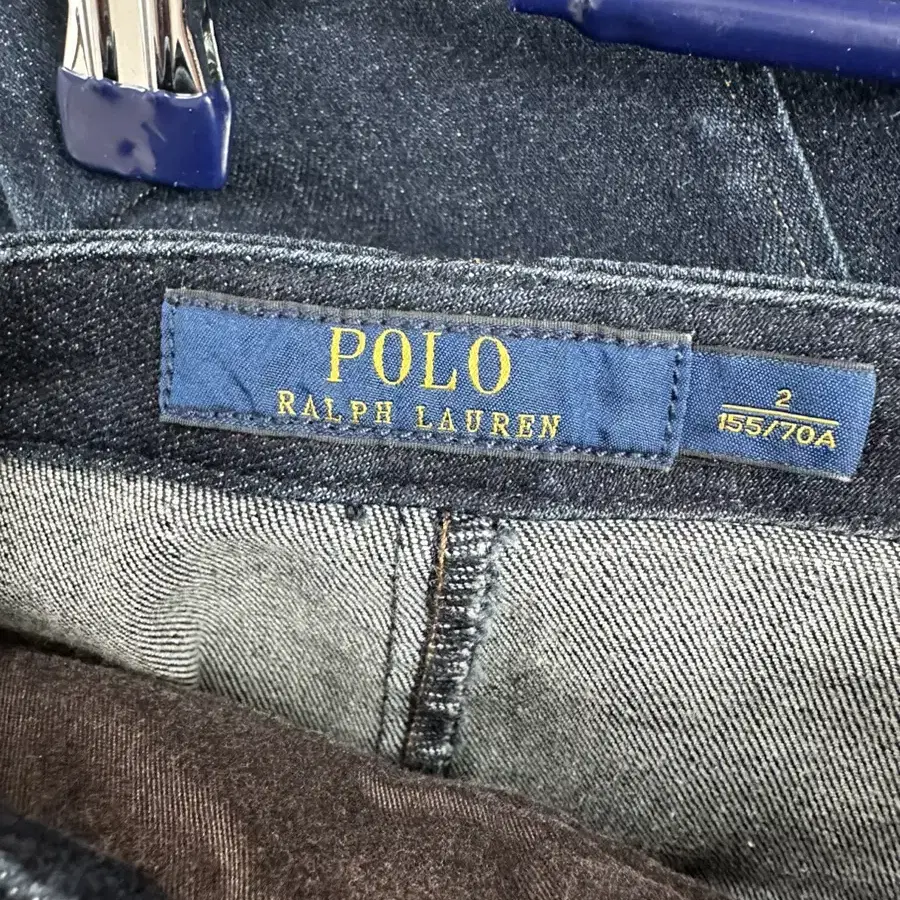 POLO
RALPH LAUREN
2
155/70A